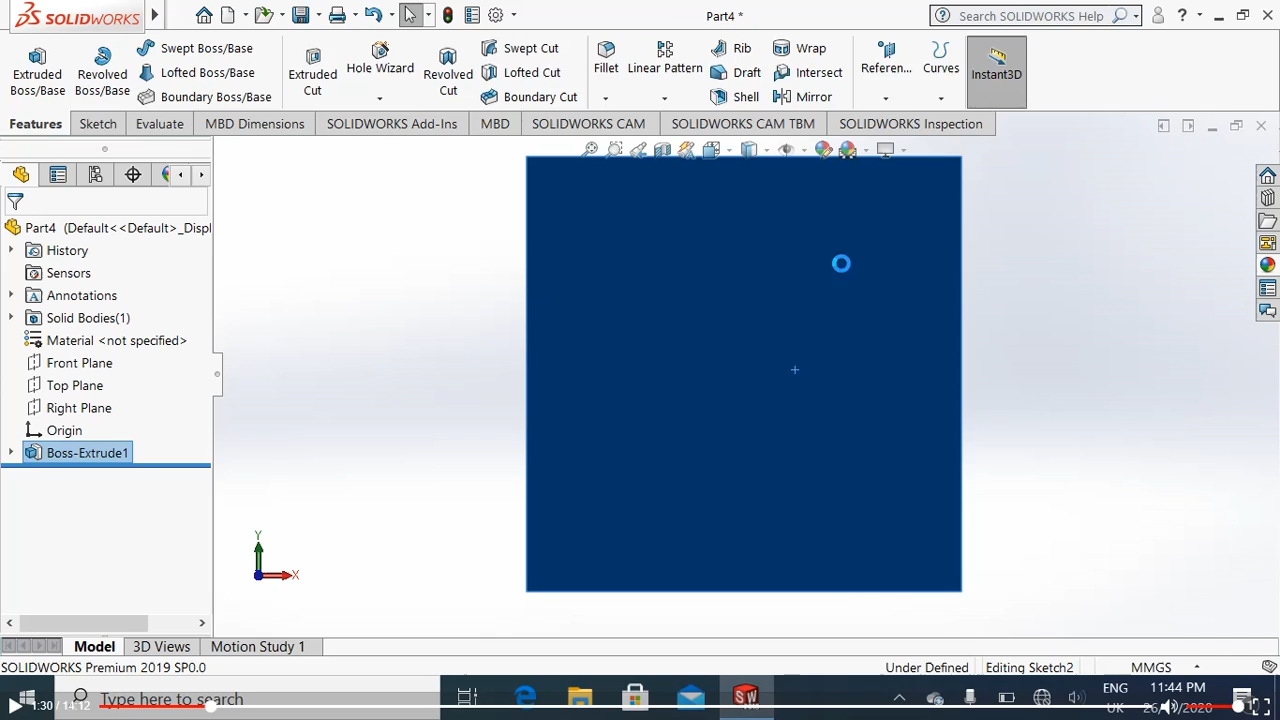 SOLIDWORKS
Part4 *
Search SOLIDWORKS Help
Extruded Boss/Base
Revolved Boss/Base
Swept Boss/Base
Lofted Boss/Base
Boundary Boss/Base
Extruded Cut
Hole Wizard
Revolved Cut
Swept Cut
Lofted Cut
Boundary Cut
Fillet
Linear Pattern
Rib
Draft
Shell
Wrap
Intersect
Mirror
Referen...
Curves
Instant3D
Features
Sketch
Evaluate
MBD Dimensions
SOLIDWORKS Add-Ins
MBD
SOLIDWORKS CAM
SOLIDWORKS CAM TBM
SOLIDWORKS Inspection
Part4 (Default<<Default>_Displ
History
Sensors
Annotations
Solid Bodies(1)
Material <not specified>
Front Plane
Top Plane
Right Plane
Origin
Boss-Extrude1
Y
X
Model
3D Views
Motion Study 1
SOLIDWORKS Premium 2019 SP0.0
Under Defined
Editing Sketch2
MMGS
Type here to search
1:30 / 14:12
ENG
UK
11:44 PM